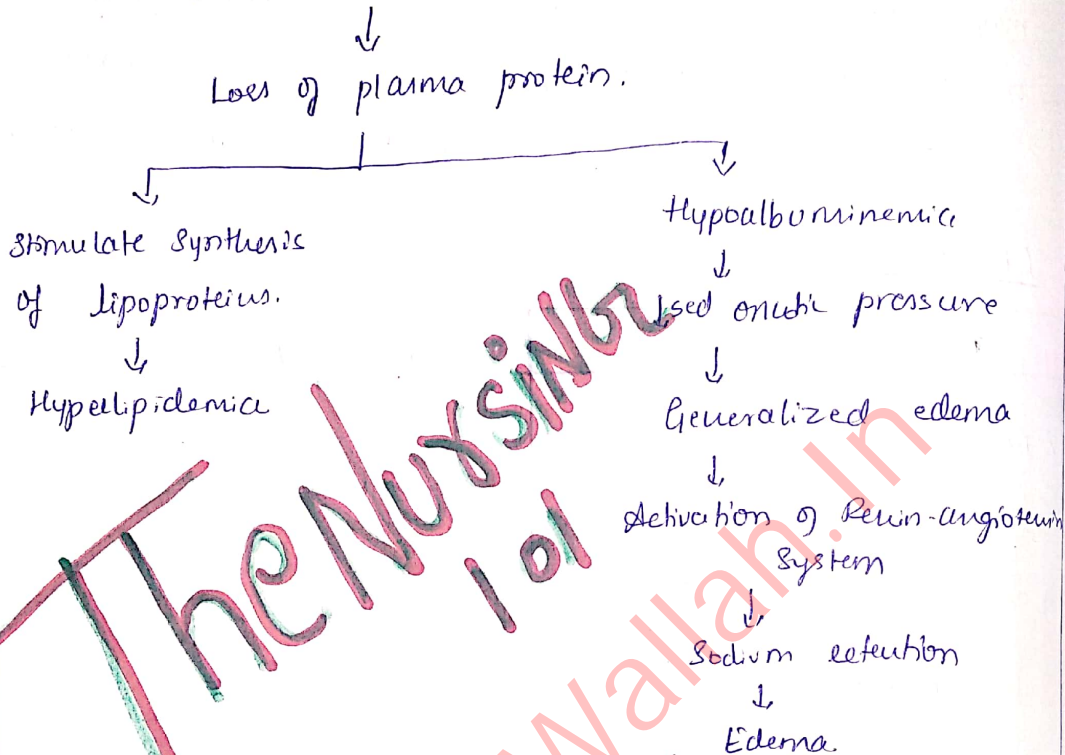 ↓
Loss of plasma protein.
↓ ↓
Stimulate Synthesis
of lipoproteins.
↓
Hyperlipidemia
Hypoalbuminemia
↓
↓sed oncotic pressure
↓
Generalized edema
↓
Activation of Renin-angiotensin
System
↓
Sodium retention
↓
Edema
TheNursing
101
Wallah.In